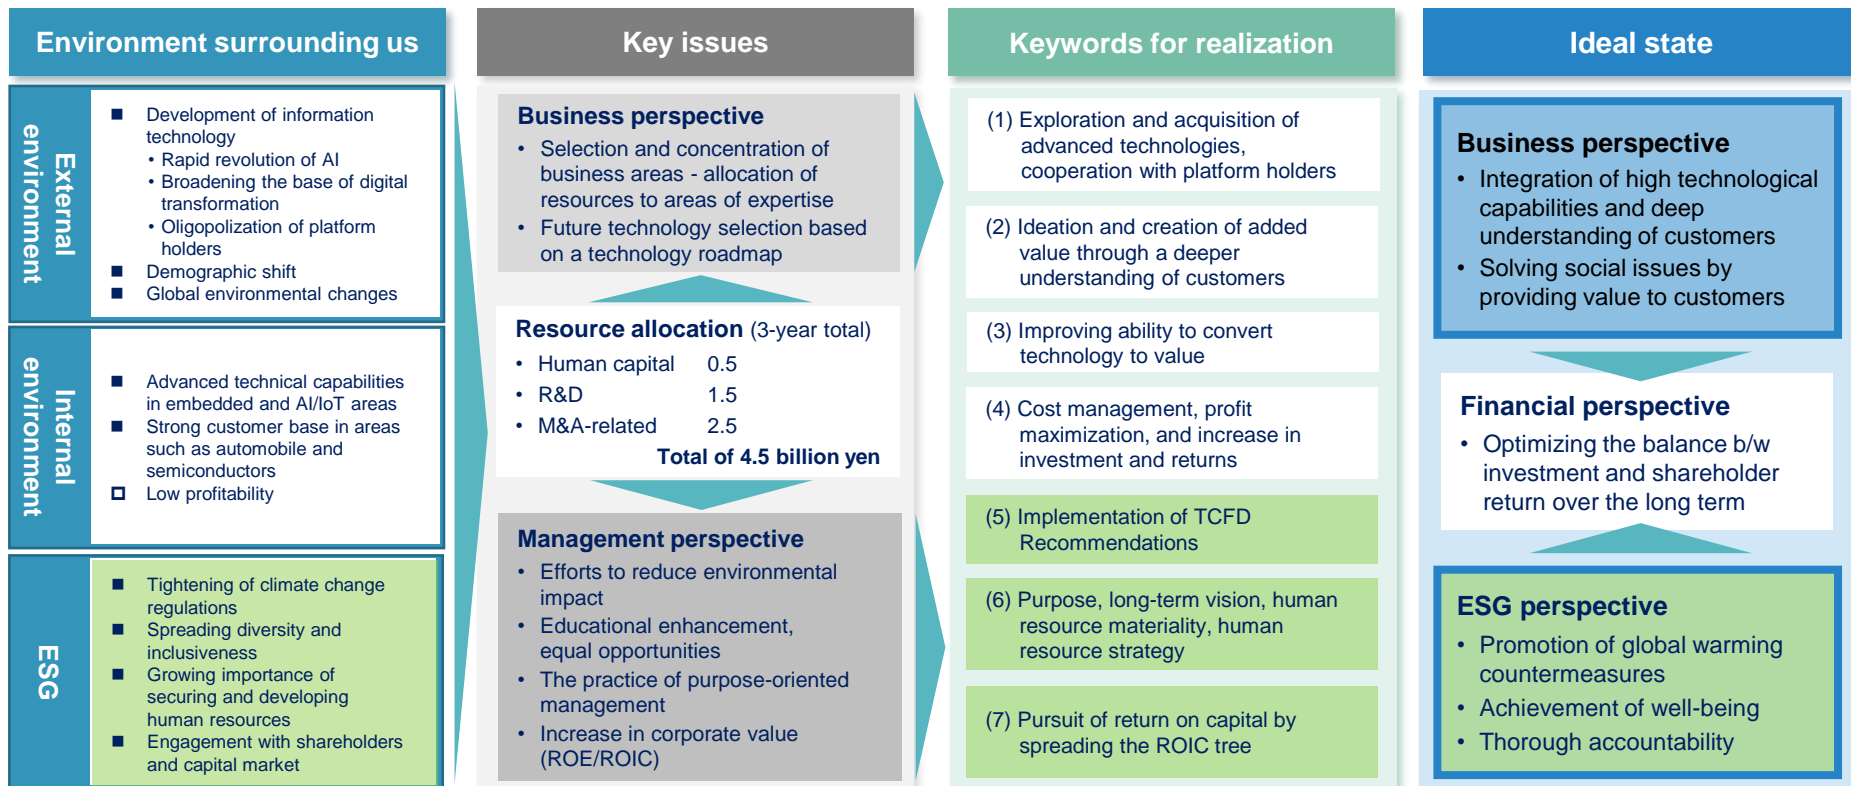 Environment surrounding us
External
environment
■ Development of information
technology
• Rapid revolution of AI
• Broadening the base of digital
transformation
• Oligopolization of platform
holders
■ Demographic shift
■ Global environmental changes
Internal
environment
■ Advanced technical capabilities
in embedded and AI/IoT areas
■ Strong customer base in areas
such as automobile and
semiconductors
□ Low profitability
ESG
■ Tightening of climate change
regulations
■ Spreading diversity and
inclusiveness
■ Growing importance of
securing and developing
human resources
■ Engagement with shareholders
and capital market
Key issues
Business perspective
• Selection and concentration of
business areas - allocation of
resources to areas of expertise
• Future technology selection based
on a technology roadmap
Resource allocation (3-year total)
• Human capital 0.5
• R&D 1.5
• M&A-related 2.5
Total of 4.5 billion yen
Management perspective
• Efforts to reduce environmental
impact
• Educational enhancement,
equal opportunities
• The practice of purpose-oriented
management
• Increase in corporate value
(ROE/ROIC)
Keywords for realization
(1) Exploration and acquisition of
advanced technologies,
cooperation with platform holders
(2) Ideation and creation of added
value through a deeper
understanding of customers
(3) Improving ability to convert
technology to value
(4) Cost management, profit
maximization, and increase in
investment and returns
(5) Implementation of TCFD
Recommendations
(6) Purpose, long-term vision, human
resource materiality, human
resource strategy
(7) Pursuit of return on capital by
spreading the ROIC tree
Ideal state
Business perspective
• Integration of high technological
capabilities and deep
understanding of customers
• Solving social issues by
providing value to customers
Financial perspective
• Optimizing the balance b/w
investment and shareholder
return over the long term
ESG perspective
• Promotion of global warming
countermeasures
• Achievement of well-being
• Thorough accountability